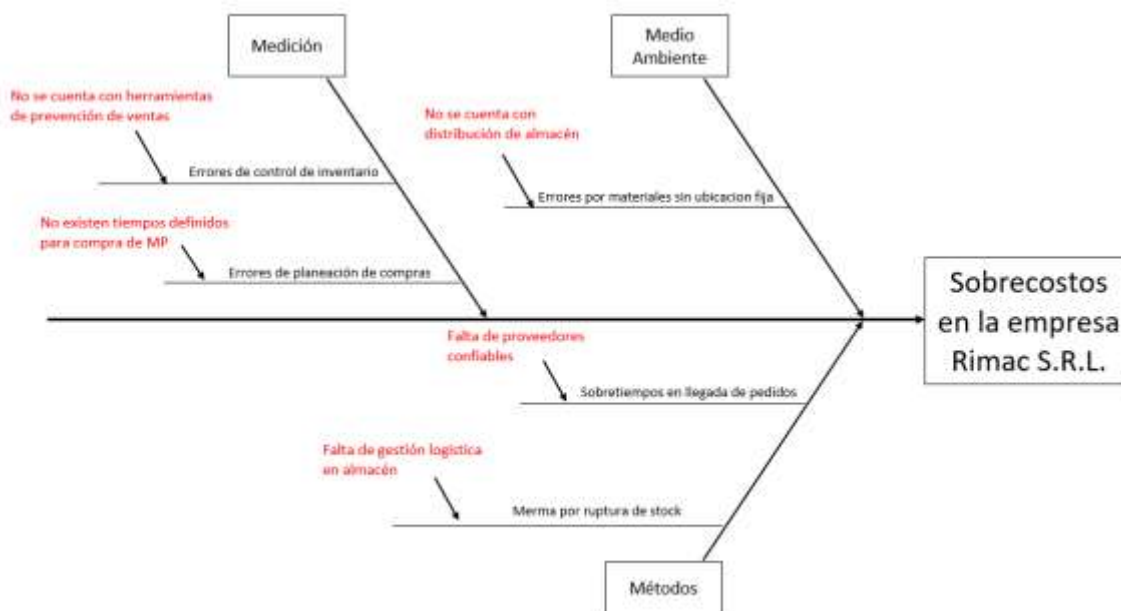 Medición
Medio
Ambiente
No se cuenta con herramientas
de prevención de ventas
No se cuenta con
distribución de almacén
Errores de control de inventario
Errores por materiales sin ubicacion fija
No existen tiempos definidos
para compra de MP
Errores de planeación de compras
Sobrecostos
en la empresa
Rimac S.R.L.
Falta de proveedores
confiables
Sobretiempos en llegada de pedidos
Falta de gestión logistica
en almacén
Merma por ruptura de stock
Métodos